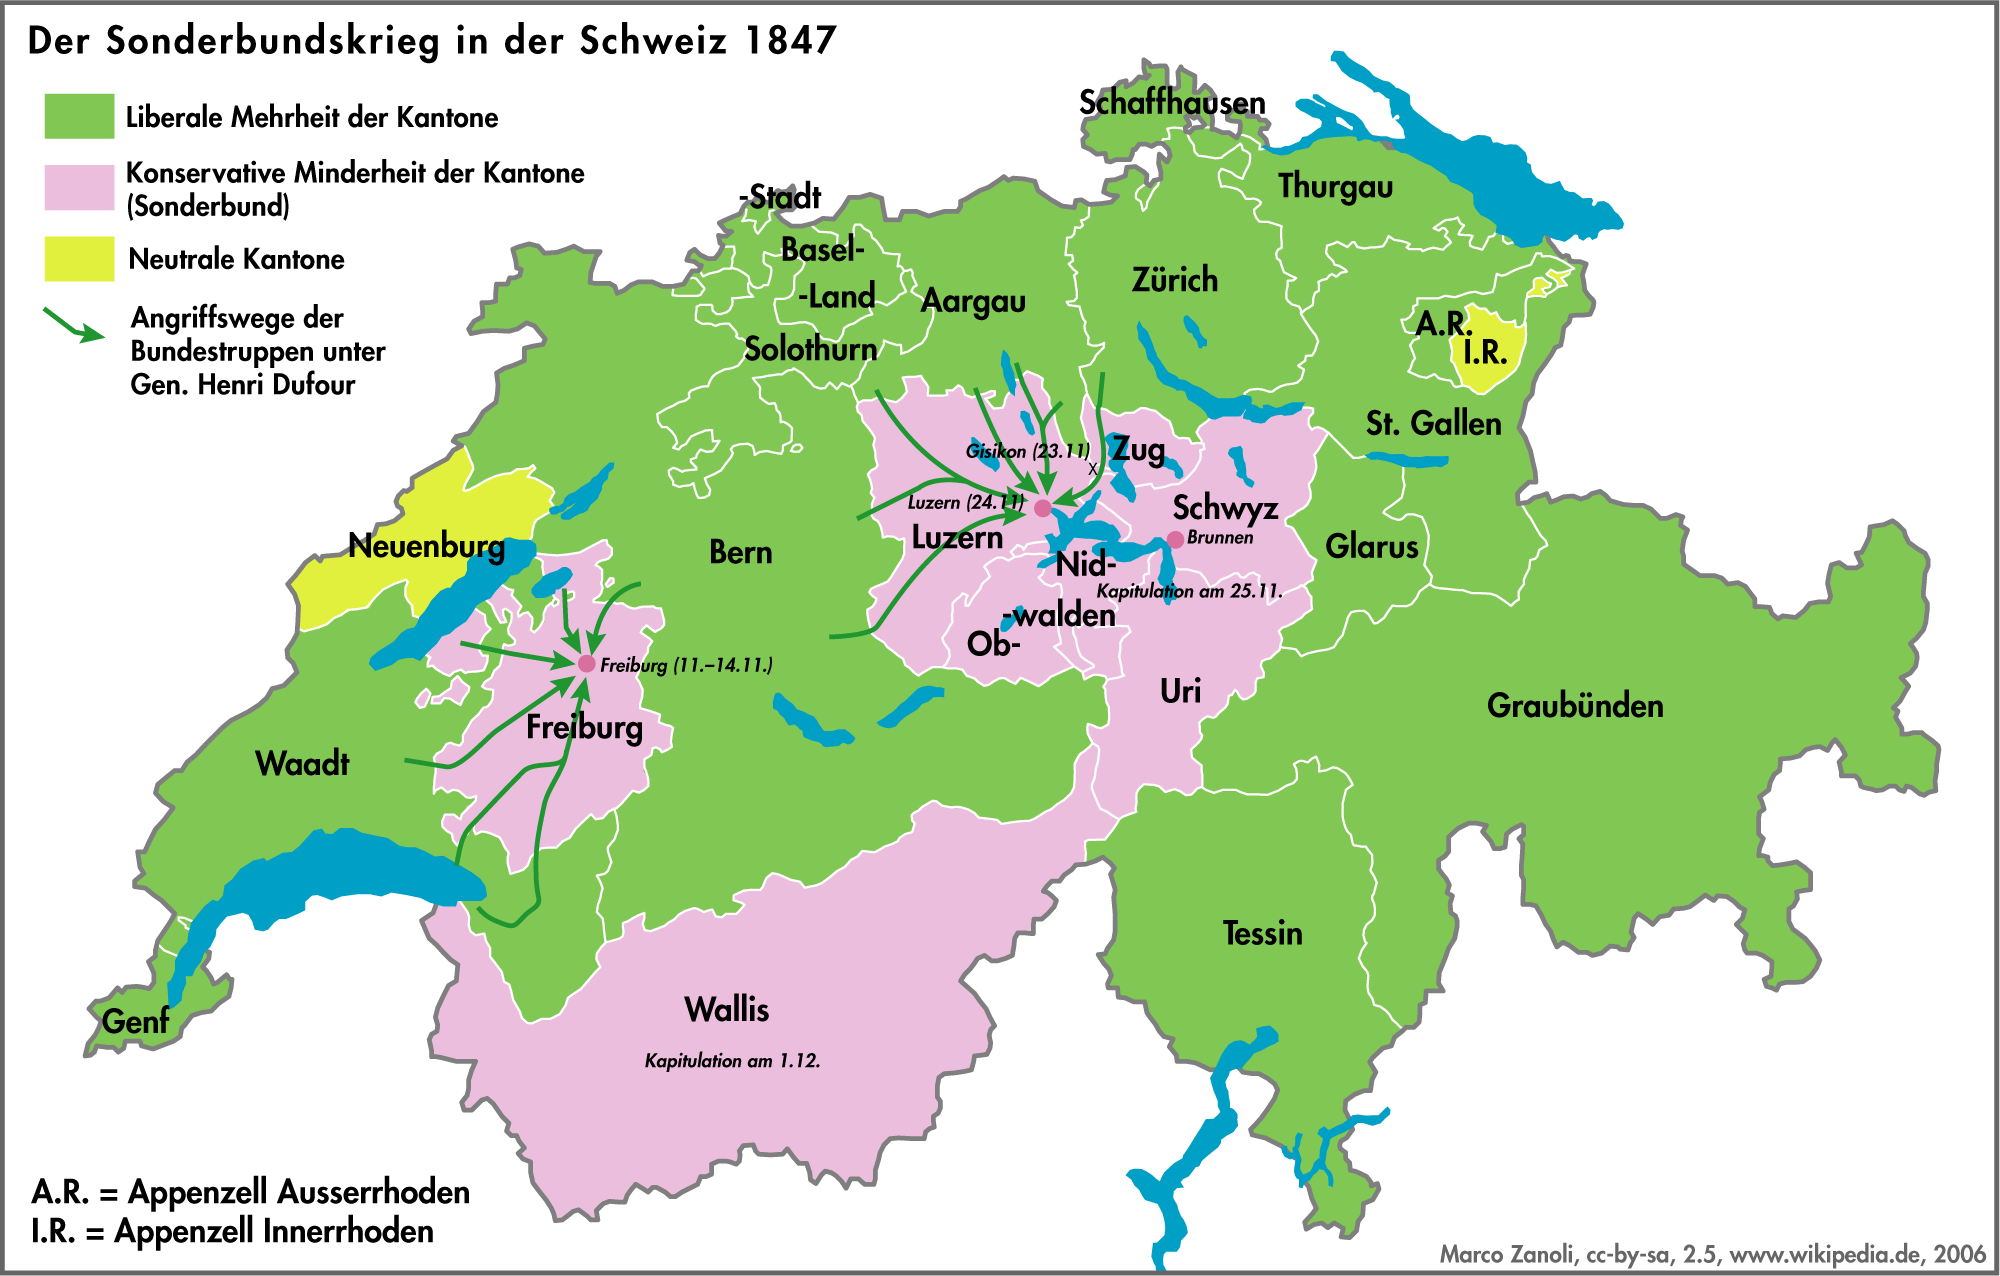 Der Sonderbundskrieg in der Schweiz 1847
Liberale Mehrheit der Kantone
Konservative Minderheit der Kantone
(Sonderbund)
Neutrale Kantone
Angriffswege der
Bundestruppen unter
Gen. Henri Dufour
Schaffhausen
Thurgau
-Stadt
Basel-
-Land
Zürich
Aargau
A.R.
I.R.
Solothurn
St. Gallen
Gisikon (23.11)
X
Zug
Luzern (24.11)
Schwyz
Luzern
Brunnen
Neuenburg
Bern
Glarus
Nid-
Kapitulation am 25.11.
-walden
Ob-
Freiburg (11.–14.11.)
Uri
Graubünden
Freiburg
Waadt
Tessin
Wallis
Genf
Kapitulation am 1.12.
A.R. = Appenzell Ausserrhoden
I.R. = Appenzell Innerrhoden
Marco Zanoli, cc-by-sa, 2.5, www.wikipedia.de, 2006